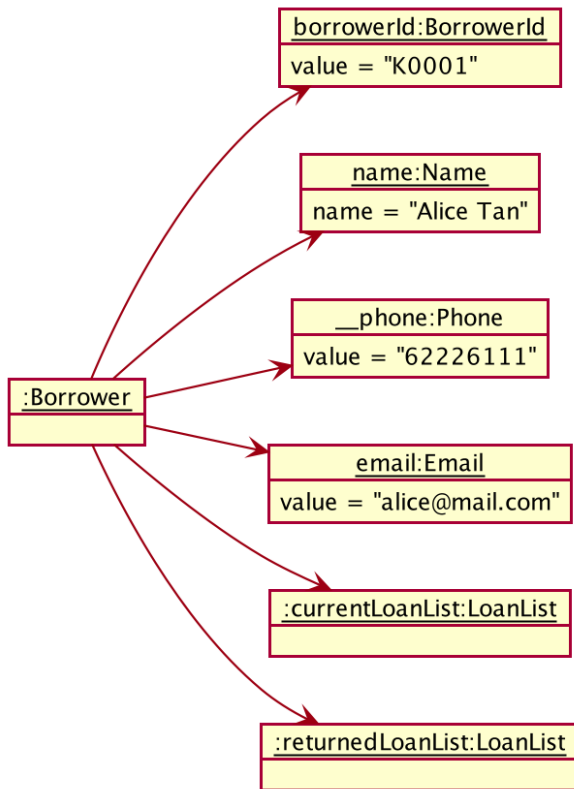 borrowerId:BorrowerId
value = "K0001"
name:Name
name = "Alice Tan"
__phone:Phone
value = "62226111"
:Borrower
email:Email
value = "alice@mail.com"
:currentLoanList:LoanList
:returnedLoanList:LoanList